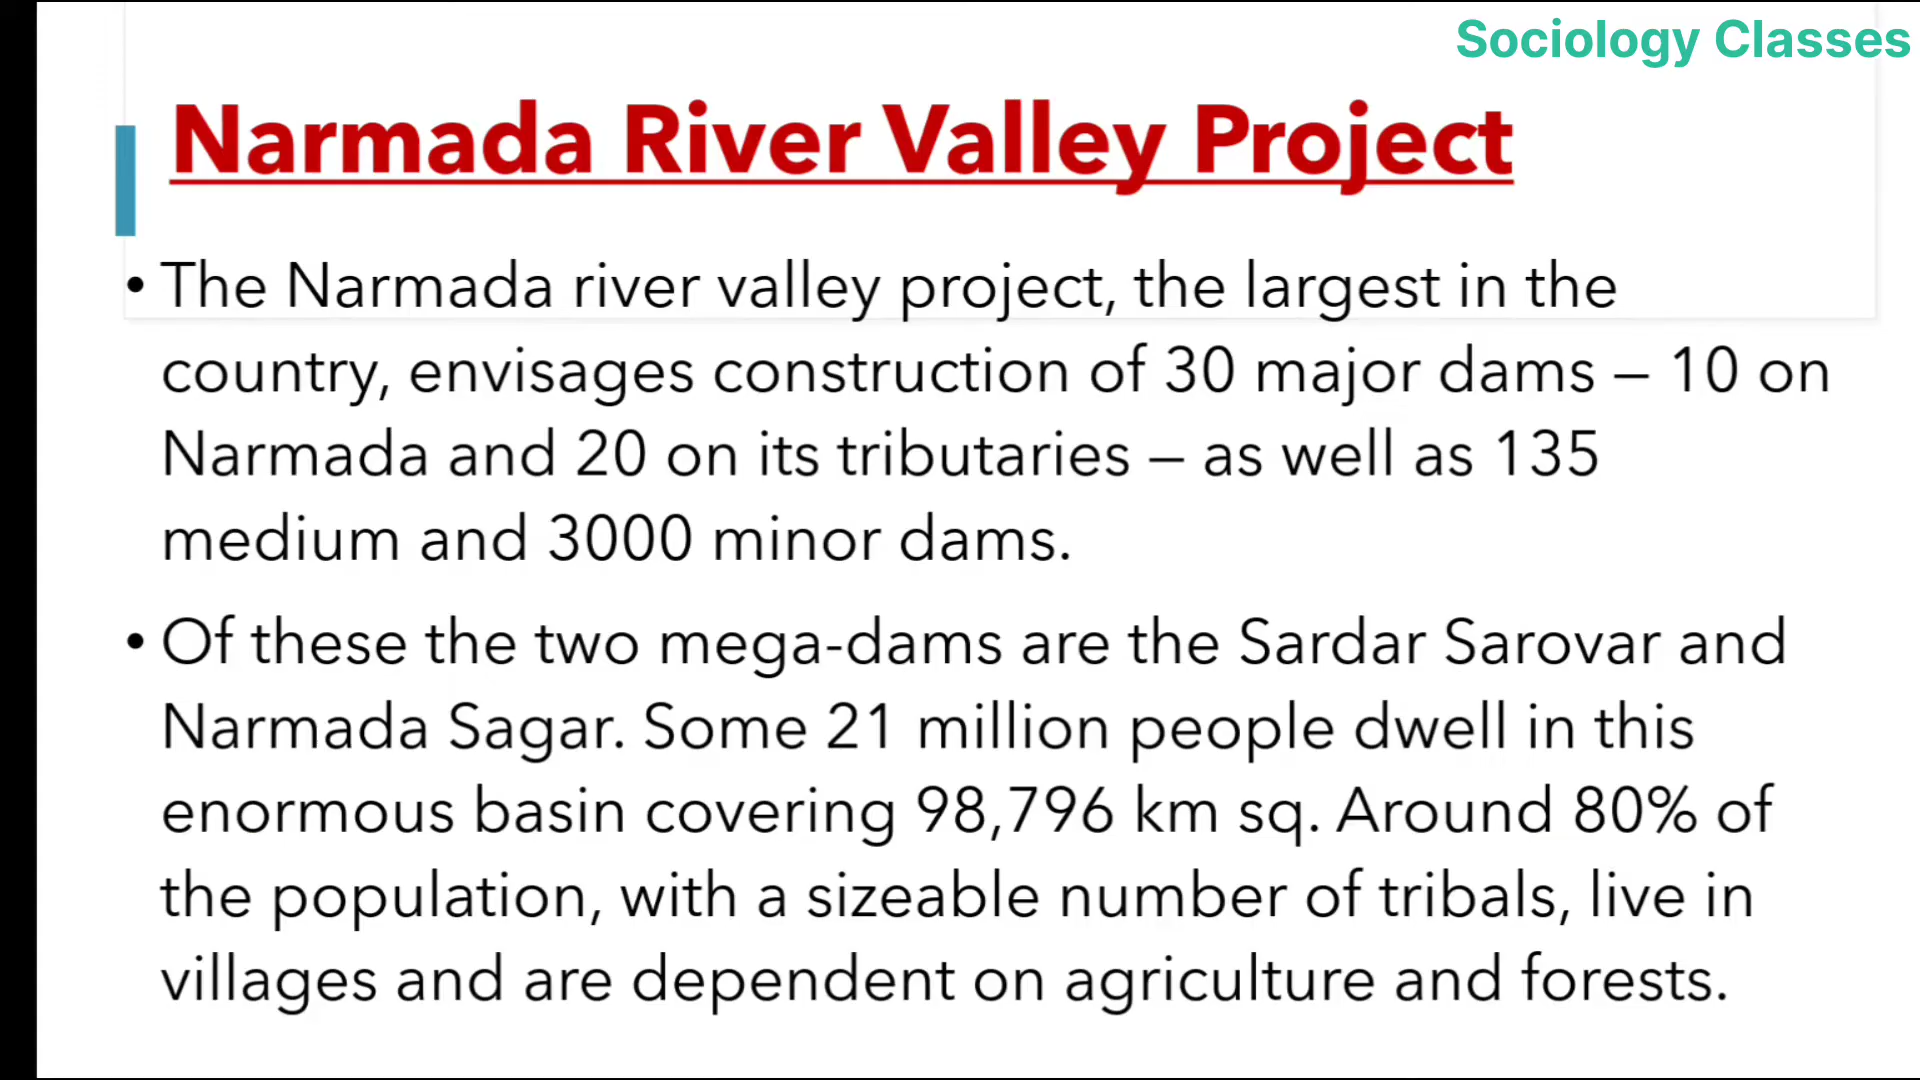 Sociology Classes
Narmada River Valley Project
• The Narmada river valley project, the largest in the
country, envisages construction of 30 major dams – 10 on
Narmada and 20 on its tributaries – as well as 135
medium and 3000 minor dams.
• Of these the two mega-dams are the Sardar Sarovar and
Narmada Sagar. Some 21 million people dwell in this
enormous basin covering 98,796 km sq. Around 80% of
the population, with a sizeable number of tribals, live in
villages and are dependent on agriculture and forests.